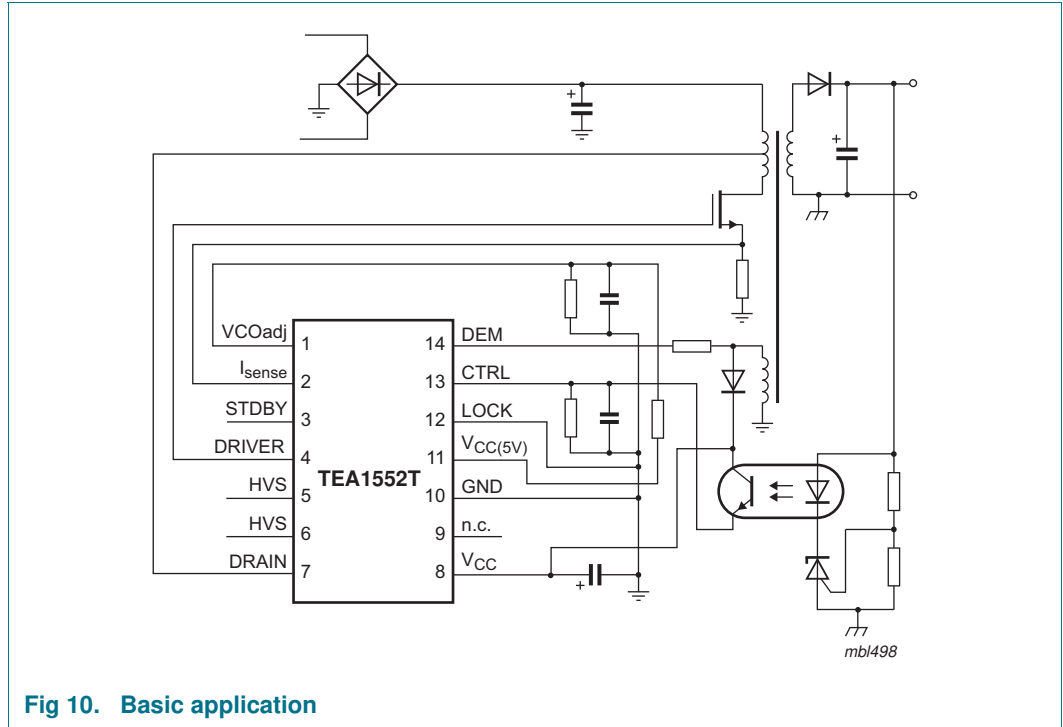 VCOadj 1
Isense 2
STDBY 3
DRIVER 4
HVS 5
HVS 6
DRAIN 7
TEA1552T
14 DEM
13 CTRL
12 LOCK
11 VCC(5V)
10 GND
9 n.c.
8 VCC
+
+
+
mbl498
Fig 10. Basic application